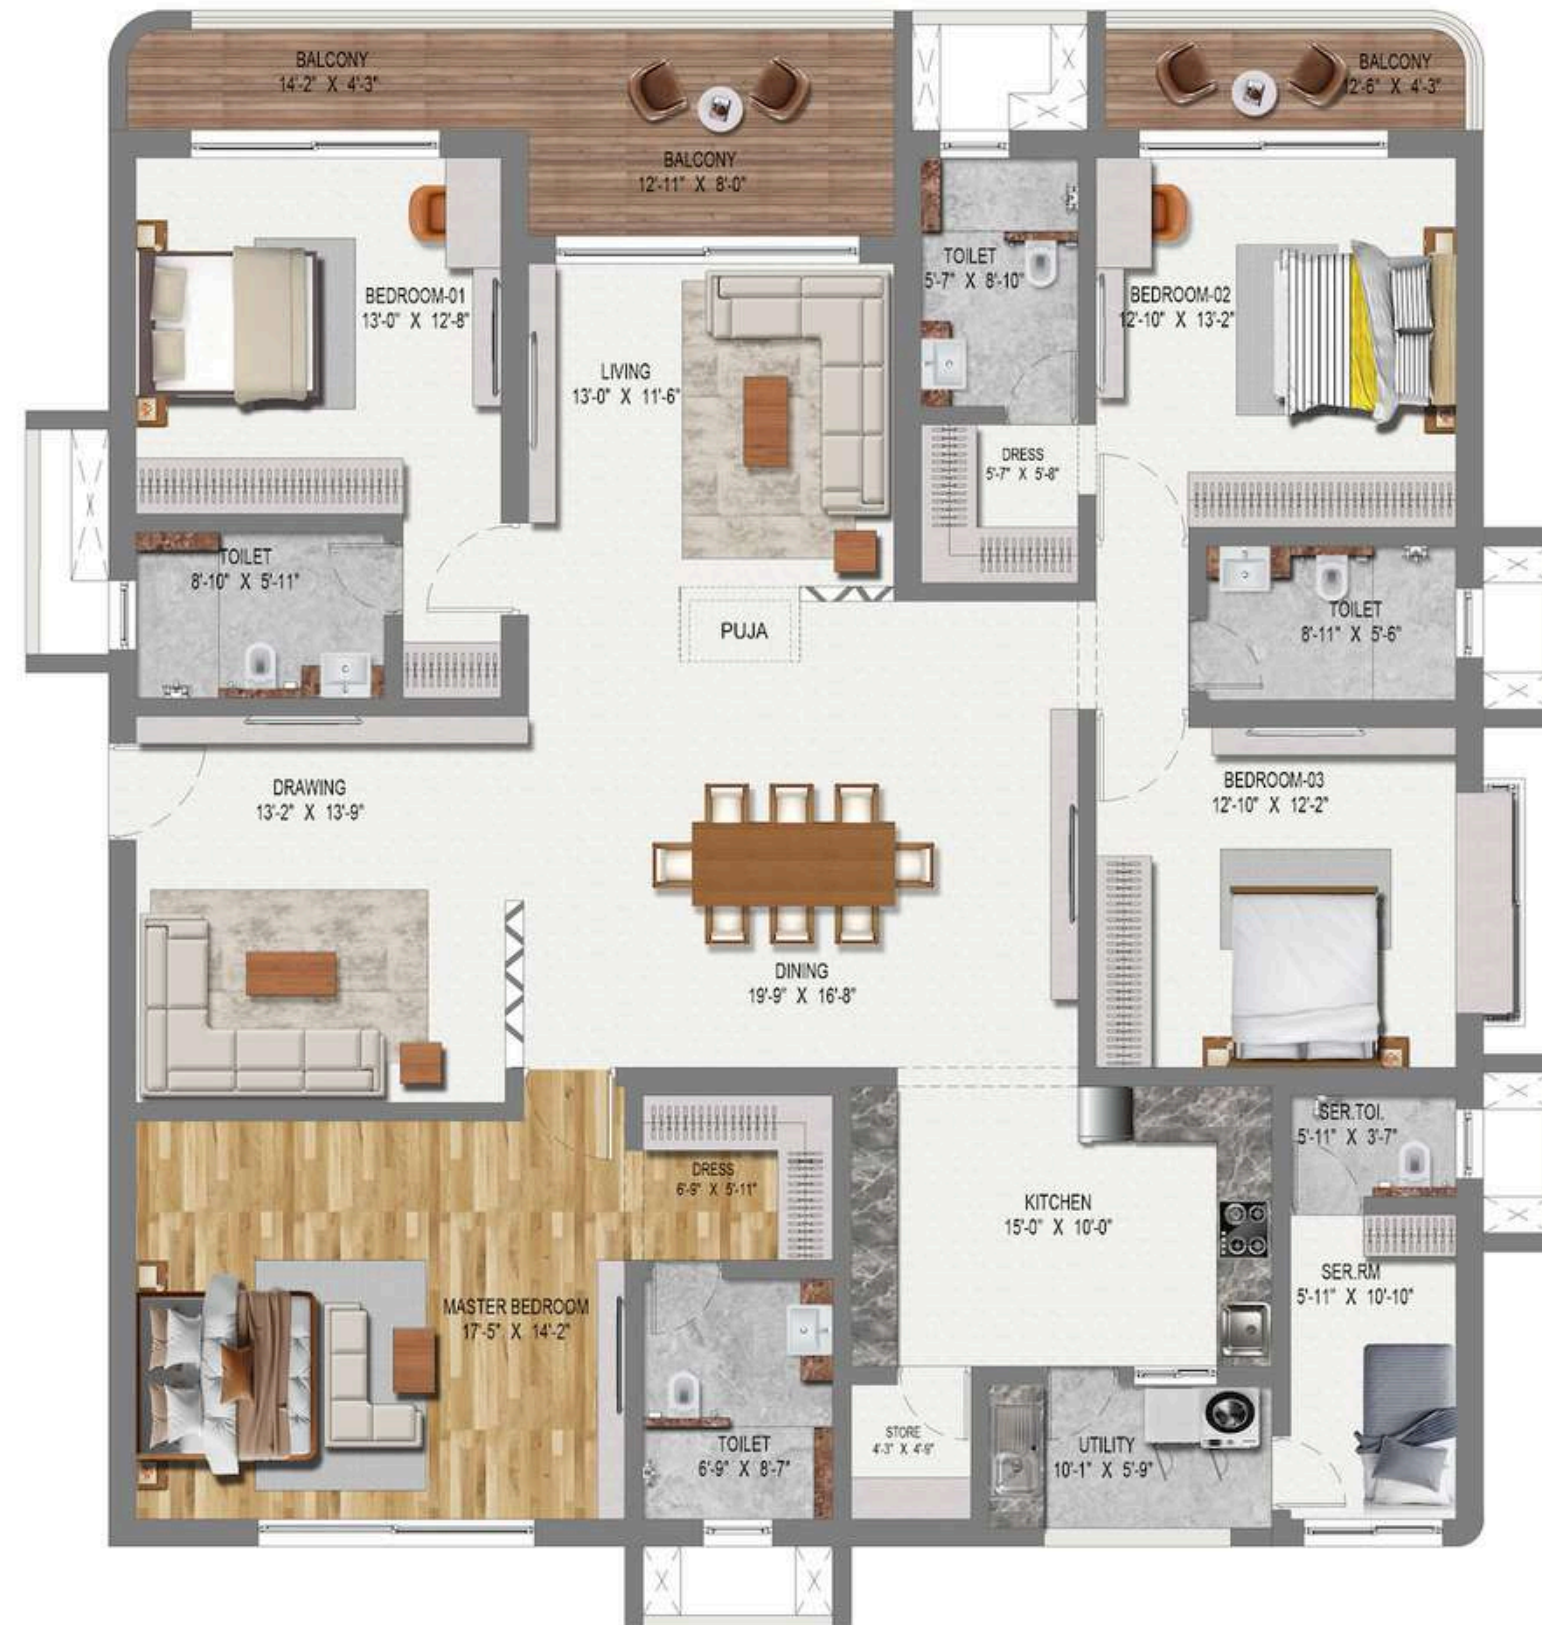 BALCONY
14'-2" X 4'-3"
BALCONY
12'-6" X 4'-3"
BALCONY
12'-11" X 8'-0"
TOILET
5'-7" X 8'-10"
BEDROOM-01
13'-0" X 12'-8"
BEDROOM-02
12'-10" X 13'-2"
LIVING
13'-0" X 11'-6"
DRESS
5'-7" X 5'-8"
TOILET
8'-10" X 5'-11"
PUJA
TOILET
8'-11" X 5'-6"
DRAWING
13'-2" X 13'-9"
BEDROOM-03
12'-10" X 12'-2"
DINING
19'-9" X 16'-8"
SER.TOI.
5'-11" X 3'-7"
DRESS
6'-9" X 5'-11"
KITCHEN
15'-0" X 10'-0"
SER.RM
5'-11" X 10'-10"
MASTER BEDROOM
17'-5" X 14'-2"
TOILET
6'-9" X 8'-7"
STORE
4'-3" X 4'-9"
UTILITY
10'-1" X 5'-9"